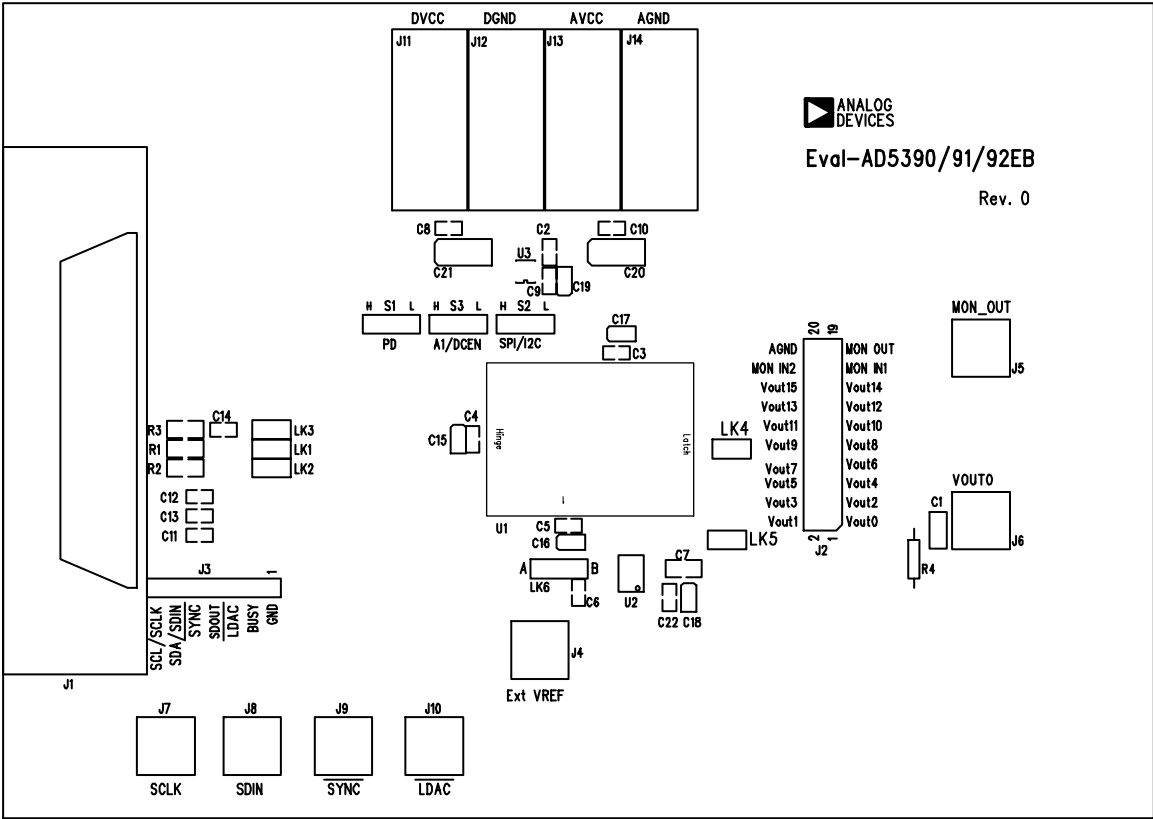 DVCC DGND AVCC AGND
J11 J12 J13 J14
ANALOG
DEVICES
Eval-AD5390/91/92EB
Rev. 0
C8 C2 C10
U3
C21 C20
C9 C19
H S1 L H S3 L H S2 L
PD A1/DCEN SPI/I2C
C17
C3
MON_OUT
J5
20 19
AGND MON OUT
MON IN2 MON IN1
Vout15 Vout14
Vout13 Vout12
Vout11 Vout10
Vout9 Vout8
Vout7 Vout6
Vout5 Vout4
Vout3 Vout2
Vout1 Vout0
2 1
J2
C14
R3 LK3
R1 LK1
R2 LK2
C12
C13
C11
C4
C15
Hinge
Latch
1
U1
LK4
LK5
VOUT0
C1
J6
R4
C5
C16
A B
LK6
C6
U2
C7
C22 C18
J3
1
SCL/SCLK
SDA/SDIN
SYNC
SDOUT
LDAC
BUSY
GND
J4
Ext VREF
J1
J7 J8 J9 J10
SCLK SDIN SYNC LDAC